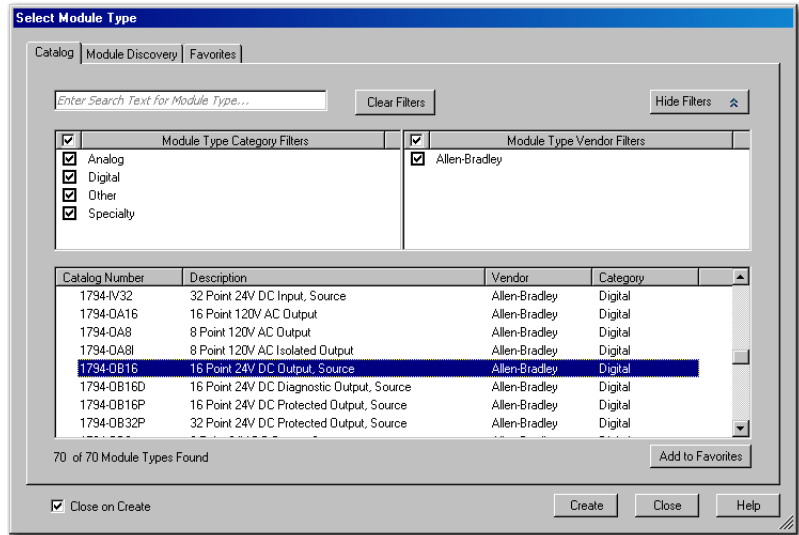 Select Module Type
Catalog Module Discovery Favorites
Enter Search Text for Module Type... Clear Filters Hide Filters
Module Type Category Filters Module Type Vendor Filters
Analog Allen-Bradley
Digital
Other
Specialty
Catalog Number Description Vendor Category
1794-IV32 32 Point 24V DC Input, Source Allen-Bradley Digital
1794-OA16 16 Point 120V AC Output Allen-Bradley Digital
1794-OA8 8 Point 120V AC Output Allen-Bradley Digital
1794-OA8I 8 Point 120V AC Isolated Output Allen-Bradley Digital
1794-OB16 16 Point 24V DC Output, Source Allen-Bradley Digital
1794-OB16D 16 Point 24V DC Diagnostic Output, Source Allen-Bradley Digital
1794-OB16P 16 Point 24V DC Protected Output, Source Allen-Bradley Digital
1794-OB32P 32 Point 24V DC Protected Output, Source Allen-Bradley Digital
70 of 70 Module Types Found Add to Favorites
Close on Create Create Close Help